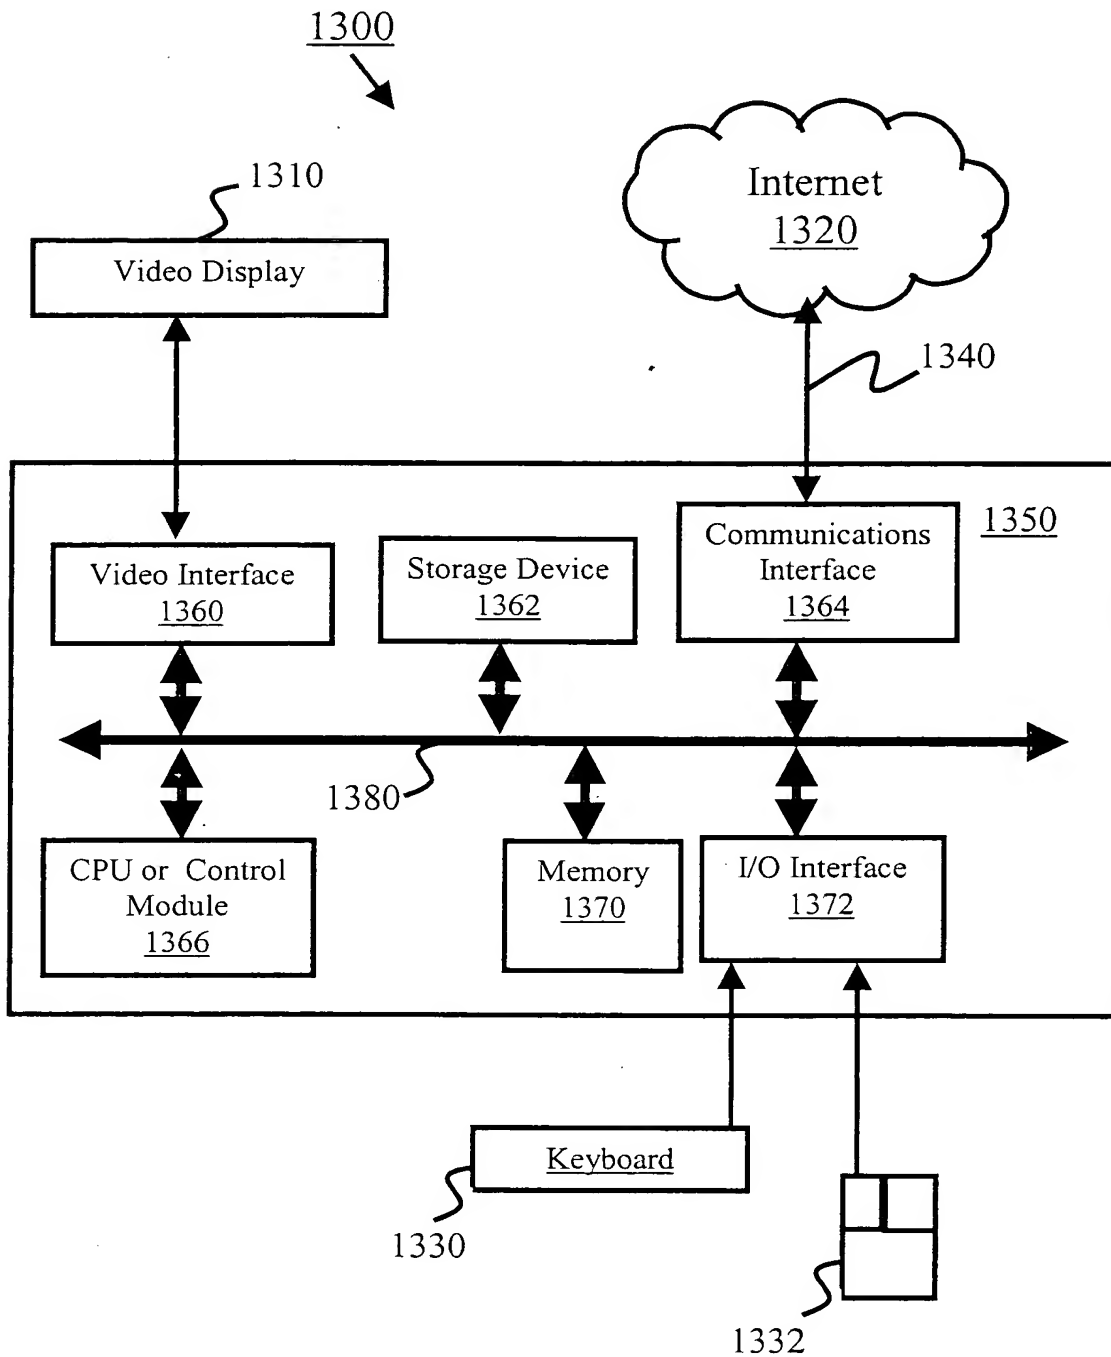 1300
1310
Video Display
Internet
1320
1340
1350
Video Interface
1360
Storage Device
1362
Communications
Interface
1364
1380
CPU or Control
Module
1366
Memory
1370
I/O Interface
1372
Keyboard
1330
1332